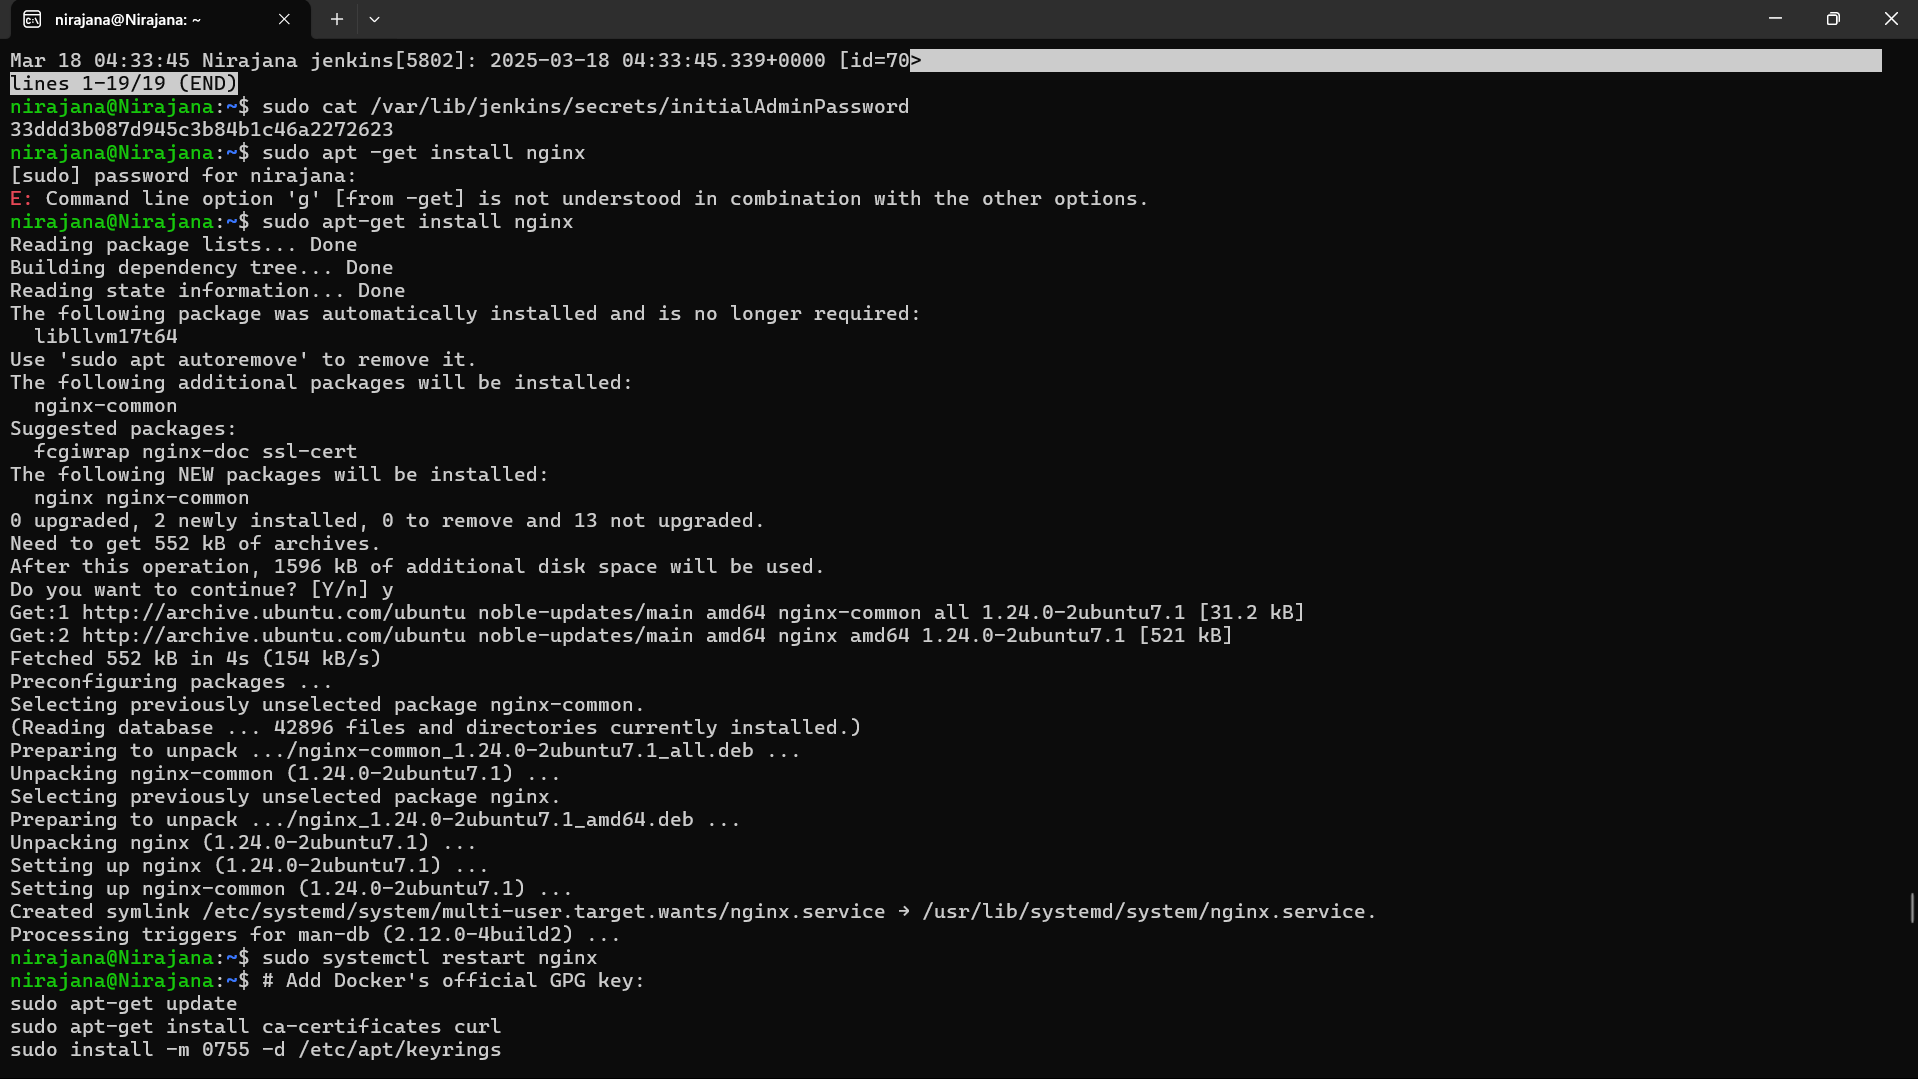 nirajana@Nirajana: ~
Mar 18 04:33:45 Nirajana jenkins[5802]: 2025-03-18 04:33:45.339+0000 [id=70>
lines 1-19/19 (END)
nirajana@Nirajana:~$ sudo cat /var/lib/jenkins/secrets/initialAdminPassword
33ddd3b087d945c3b84b1c46a2272623
nirajana@Nirajana:~$ sudo apt -get install nginx
[sudo] password for nirajana:
E: Command line option 'g' [from -get] is not understood in combination with the other options.
nirajana@Nirajana:~$ sudo apt-get install nginx
Reading package lists... Done
Building dependency tree... Done
Reading state information... Done
The following package was automatically installed and is no longer required:
  libllvm17t64
Use 'sudo apt autoremove' to remove it.
The following additional packages will be installed:
  nginx-common
Suggested packages:
  fcgiwrap nginx-doc ssl-cert
The following NEW packages will be installed:
  nginx nginx-common
0 upgraded, 2 newly installed, 0 to remove and 13 not upgraded.
Need to get 552 kB of archives.
After this operation, 1596 kB of additional disk space will be used.
Do you want to continue? [Y/n] y
Get:1 http://archive.ubuntu.com/ubuntu noble-updates/main amd64 nginx-common all 1.24.0-2ubuntu7.1 [31.2 kB]
Get:2 http://archive.ubuntu.com/ubuntu noble-updates/main amd64 nginx amd64 1.24.0-2ubuntu7.1 [521 kB]
Fetched 552 kB in 4s (154 kB/s)
Preconfiguring packages ...
Selecting previously unselected package nginx-common.
(Reading database ... 42896 files and directories currently installed.)
Preparing to unpack .../nginx-common_1.24.0-2ubuntu7.1_all.deb ...
Unpacking nginx-common (1.24.0-2ubuntu7.1) ...
Selecting previously unselected package nginx.
Preparing to unpack .../nginx_1.24.0-2ubuntu7.1_amd64.deb ...
Unpacking nginx (1.24.0-2ubuntu7.1) ...
Setting up nginx (1.24.0-2ubuntu7.1) ...
Setting up nginx-common (1.24.0-2ubuntu7.1) ...
Created symlink /etc/systemd/system/multi-user.target.wants/nginx.service → /usr/lib/systemd/system/nginx.service.
Processing triggers for man-db (2.12.0-4build2) ...
nirajana@Nirajana:~$ sudo systemctl restart nginx
nirajana@Nirajana:~$ # Add Docker's official GPG key:
sudo apt-get update
sudo apt-get install ca-certificates curl
sudo install -m 0755 -d /etc/apt/keyrings